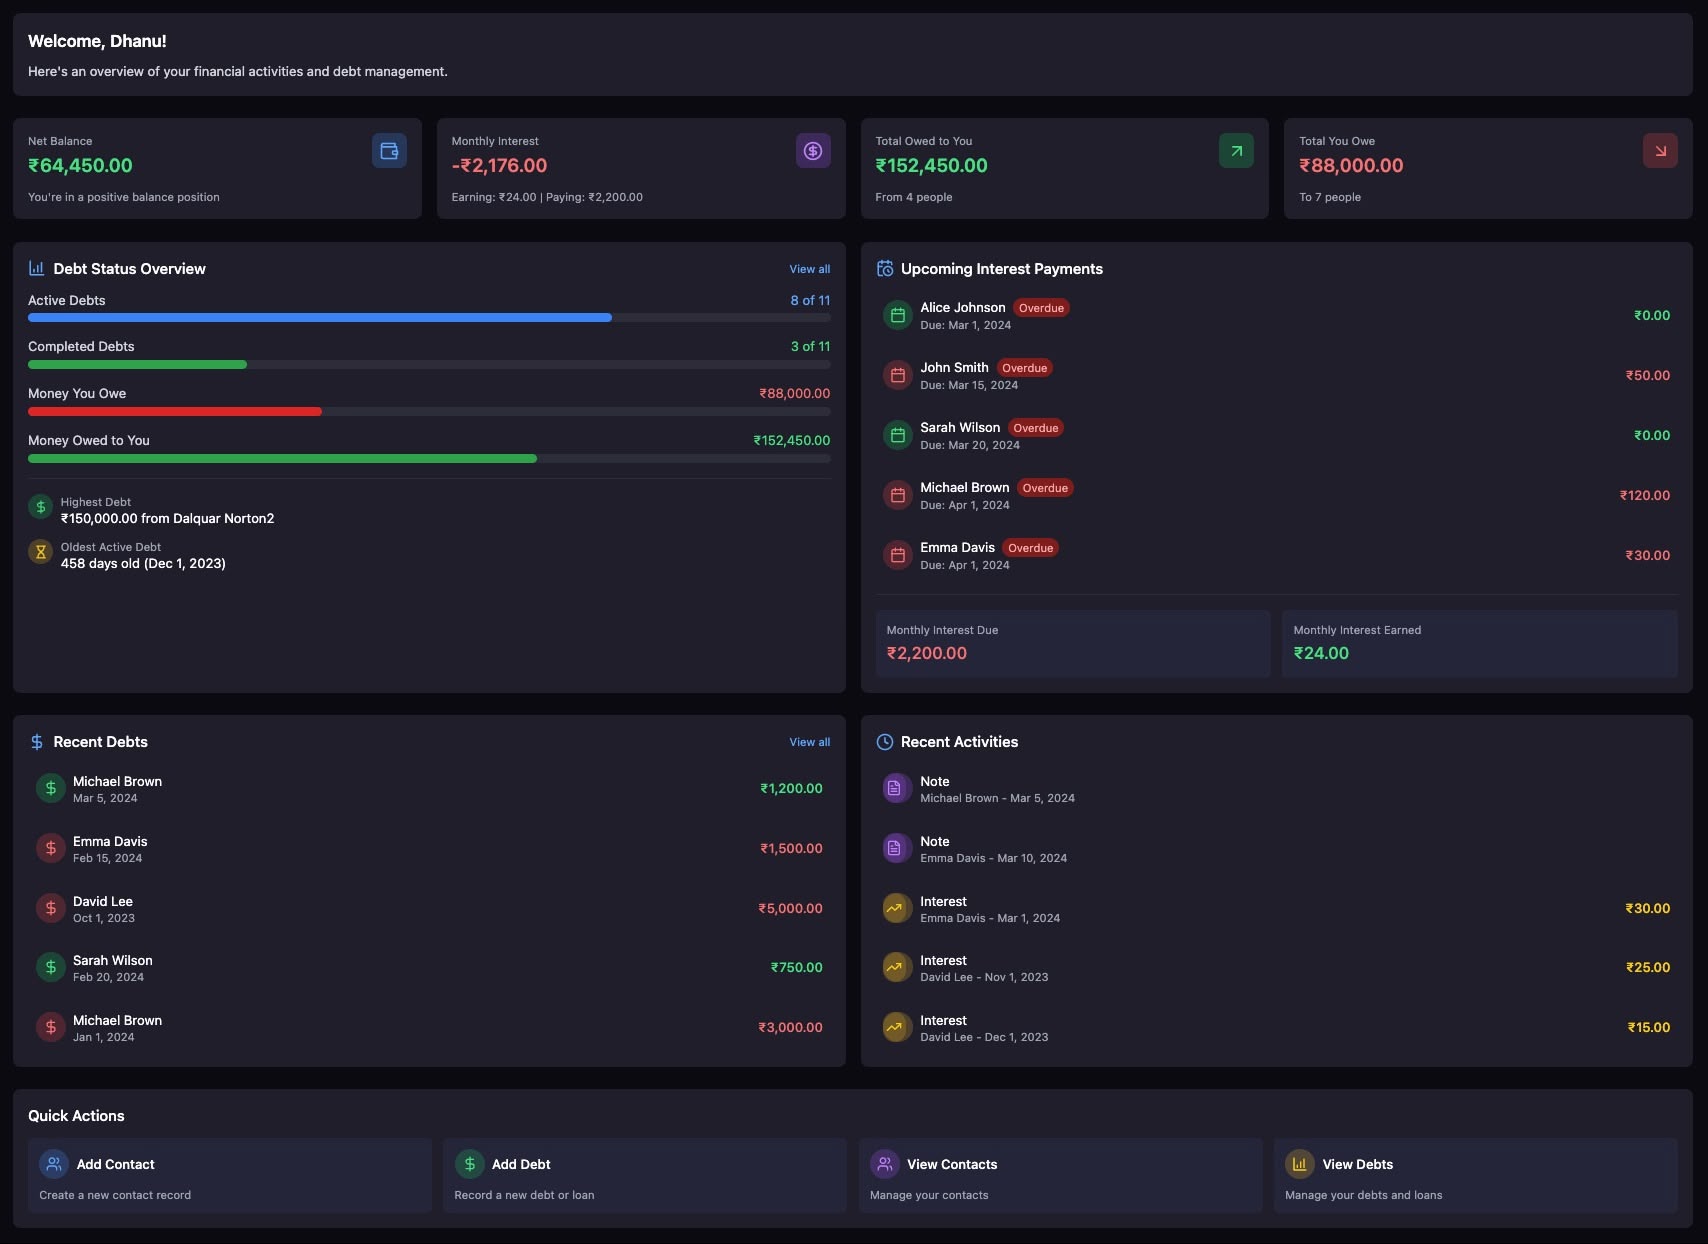 Welcome, Dhanu!
Here's an overview of your financial activities and debt management.
Net Balance
₹64,450.00
You're in a positive balance position
Monthly Interest
-₹2,176.00
Earning: ₹24.00 | Paying: ₹2,200.00
Total Owed to You
₹152,450.00
From 4 people
Total You Owe
₹88,000.00
To 7 people
Debt Status Overview
View all
Active Debts
8 of 11
Completed Debts
3 of 11
Money You Owe
₹88,000.00
Money Owed to You
₹152,450.00
Highest Debt
₹150,000.00 from Dalquar Norton2
Oldest Active Debt
458 days old (Dec 1, 2023)
Upcoming Interest Payments
Alice Johnson Overdue
Due: Mar 1, 2024
₹0.00
John Smith Overdue
Due: Mar 15, 2024
₹50.00
Sarah Wilson Overdue
Due: Mar 20, 2024
₹0.00
Michael Brown Overdue
Due: Apr 1, 2024
₹120.00
Emma Davis Overdue
Due: Apr 1, 2024
₹30.00
Monthly Interest Due
₹2,200.00
Monthly Interest Earned
₹24.00
Recent Debts
View all
Michael Brown
Mar 5, 2024
₹1,200.00
Emma Davis
Feb 15, 2024
₹1,500.00
David Lee
Oct 1, 2023
₹5,000.00
Sarah Wilson
Feb 20, 2024
₹750.00
Michael Brown
Jan 1, 2024
₹3,000.00
Recent Activities
Note
Michael Brown - Mar 5, 2024
Note
Emma Davis - Mar 10, 2024
Interest
Emma Davis - Mar 1, 2024
₹30.00
Interest
David Lee - Nov 1, 2023
₹25.00
Interest
David Lee - Dec 1, 2023
₹15.00
Quick Actions
Add Contact
Create a new contact record
Add Debt
Record a new debt or loan
View Contacts
Manage your contacts
View Debts
Manage your debts and loans